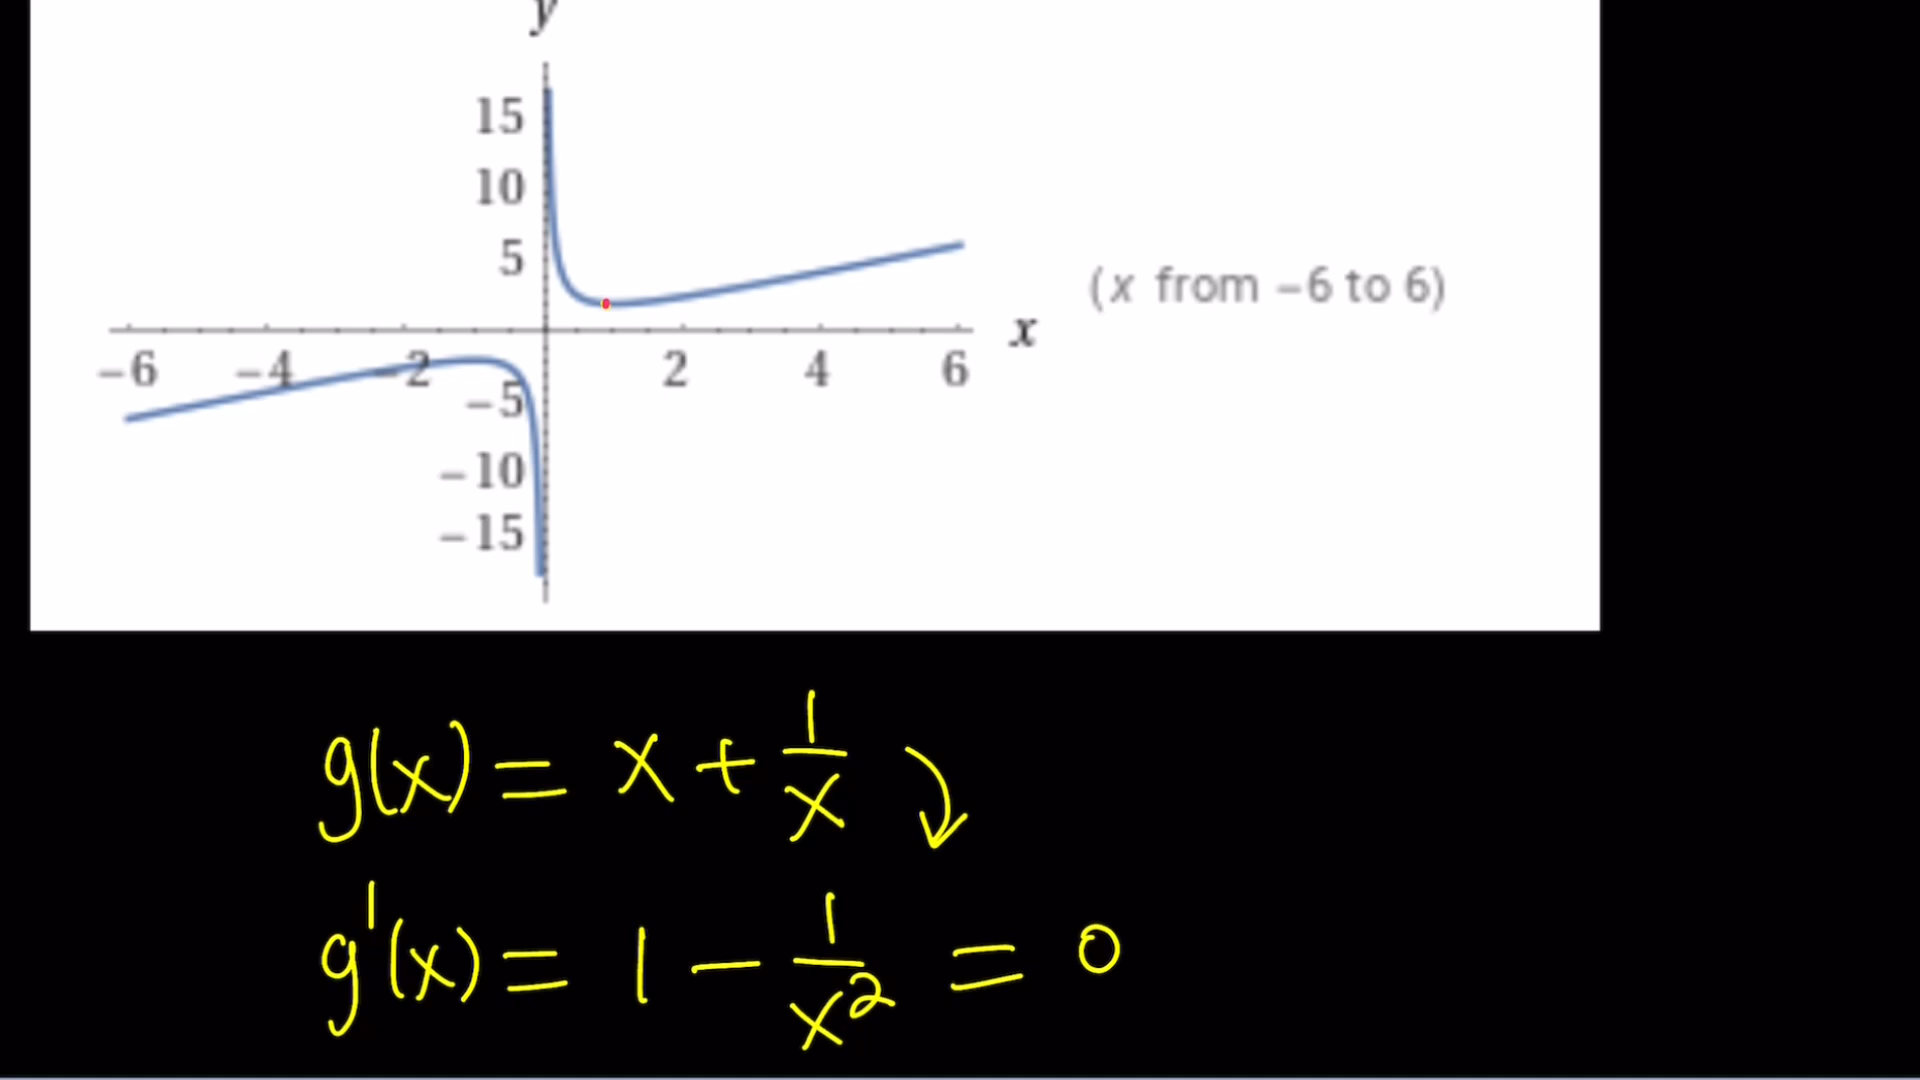 y
15
10
5
(x from −6 to 6)
x
−6 −4 −2 2 4 6
−5
−10
−15
g(x) = x + 1/x
g'(x) = 1 − 1/x² = 0